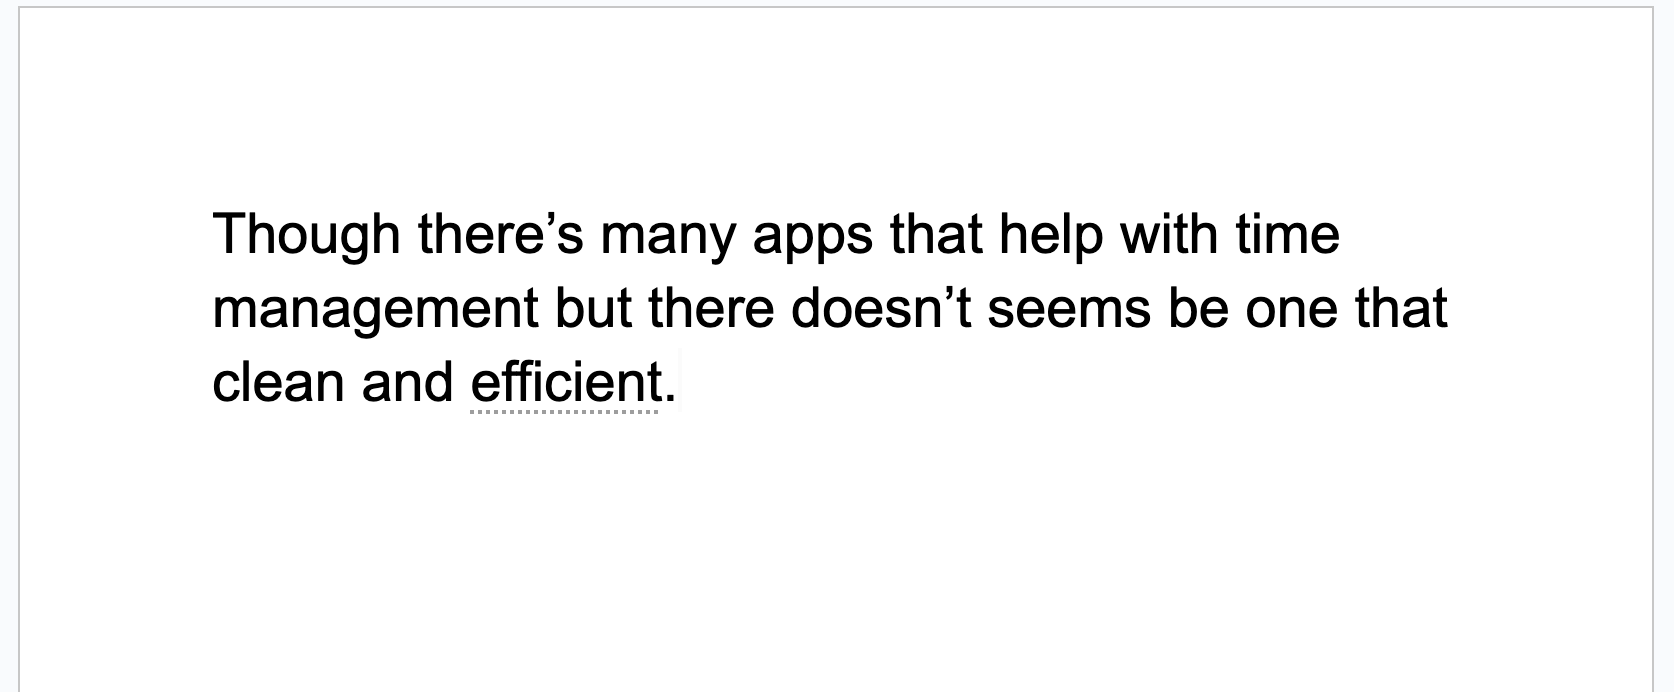 Though there’s many apps that help with time
management but there doesn’t seems be one that
clean and efficient.